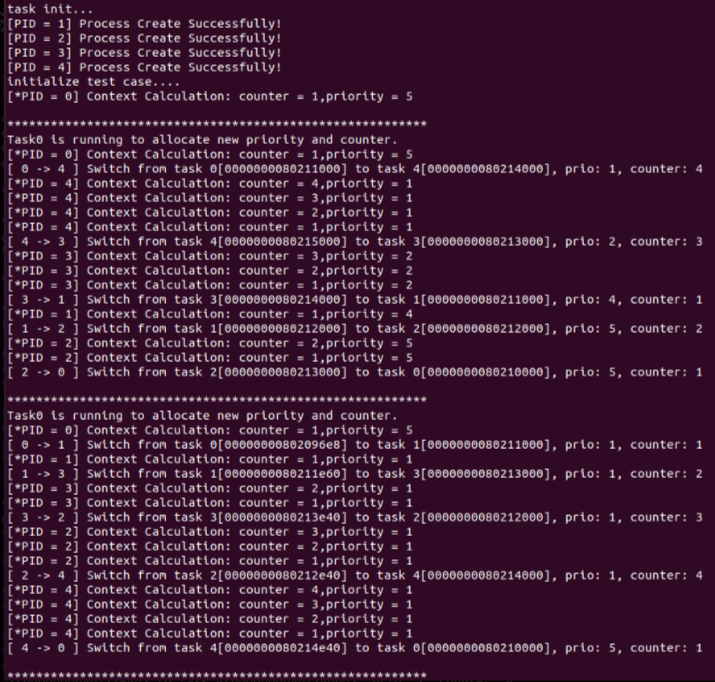 task init...
[PID = 1] Process Create Successfully!
[PID = 2] Process Create Successfully!
[PID = 3] Process Create Successfully!
[PID = 4] Process Create Successfully!
initialize test case....
[*PID = 0] Context Calculation: counter = 1,priority = 5
*********************************************************
Task0 is running to allocate new priority and counter.
[*PID = 0] Context Calculation: counter = 1,priority = 5
[ 0 -> 4 ] Switch from task 0[0000000080211000] to task 4[0000000080214000], prio: 1, counter: 4
[*PID = 4] Context Calculation: counter = 4,priority = 1
[*PID = 4] Context Calculation: counter = 3,priority = 1
[*PID = 4] Context Calculation: counter = 2,priority = 1
[*PID = 4] Context Calculation: counter = 1,priority = 1
[ 4 -> 3 ] Switch from task 4[0000000080215000] to task 3[0000000080213000], prio: 2, counter: 3
[*PID = 3] Context Calculation: counter = 3,priority = 2
[*PID = 3] Context Calculation: counter = 2,priority = 2
[*PID = 3] Context Calculation: counter = 1,priority = 2
[ 3 -> 1 ] Switch from task 3[0000000080214000] to task 1[0000000080211000], prio: 4, counter: 1
[*PID = 1] Context Calculation: counter = 1,priority = 4
[ 1 -> 2 ] Switch from task 1[0000000080212000] to task 2[0000000080212000], prio: 5, counter: 2
[*PID = 2] Context Calculation: counter = 2,priority = 5
[*PID = 2] Context Calculation: counter = 1,priority = 5
[ 2 -> 0 ] Switch from task 2[0000000080213000] to task 0[0000000080210000], prio: 5, counter: 1
*********************************************************
Task0 is running to allocate new priority and counter.
[*PID = 0] Context Calculation: counter = 1,priority = 5
[ 0 -> 1 ] Switch from task 0[00000000802096e8] to task 1[0000000080211000], prio: 1, counter: 1
[*PID = 1] Context Calculation: counter = 1,priority = 1
[ 1 -> 3 ] Switch from task 1[0000000080211e60] to task 3[0000000080213000], prio: 1, counter: 2
[*PID = 3] Context Calculation: counter = 2,priority = 1
[*PID = 3] Context Calculation: counter = 1,priority = 1
[ 3 -> 2 ] Switch from task 3[0000000080213e40] to task 2[0000000080212000], prio: 1, counter: 3
[*PID = 2] Context Calculation: counter = 3,priority = 1
[*PID = 2] Context Calculation: counter = 2,priority = 1
[*PID = 2] Context Calculation: counter = 1,priority = 1
[ 2 -> 4 ] Switch from task 2[0000000080212e40] to task 4[0000000080214000], prio: 1, counter: 4
[*PID = 4] Context Calculation: counter = 4,priority = 1
[*PID = 4] Context Calculation: counter = 3,priority = 1
[*PID = 4] Context Calculation: counter = 2,priority = 1
[*PID = 4] Context Calculation: counter = 1,priority = 1
[ 4 -> 0 ] Switch from task 4[0000000080214e40] to task 0[0000000080210000], prio: 5, counter: 1
*********************************************************